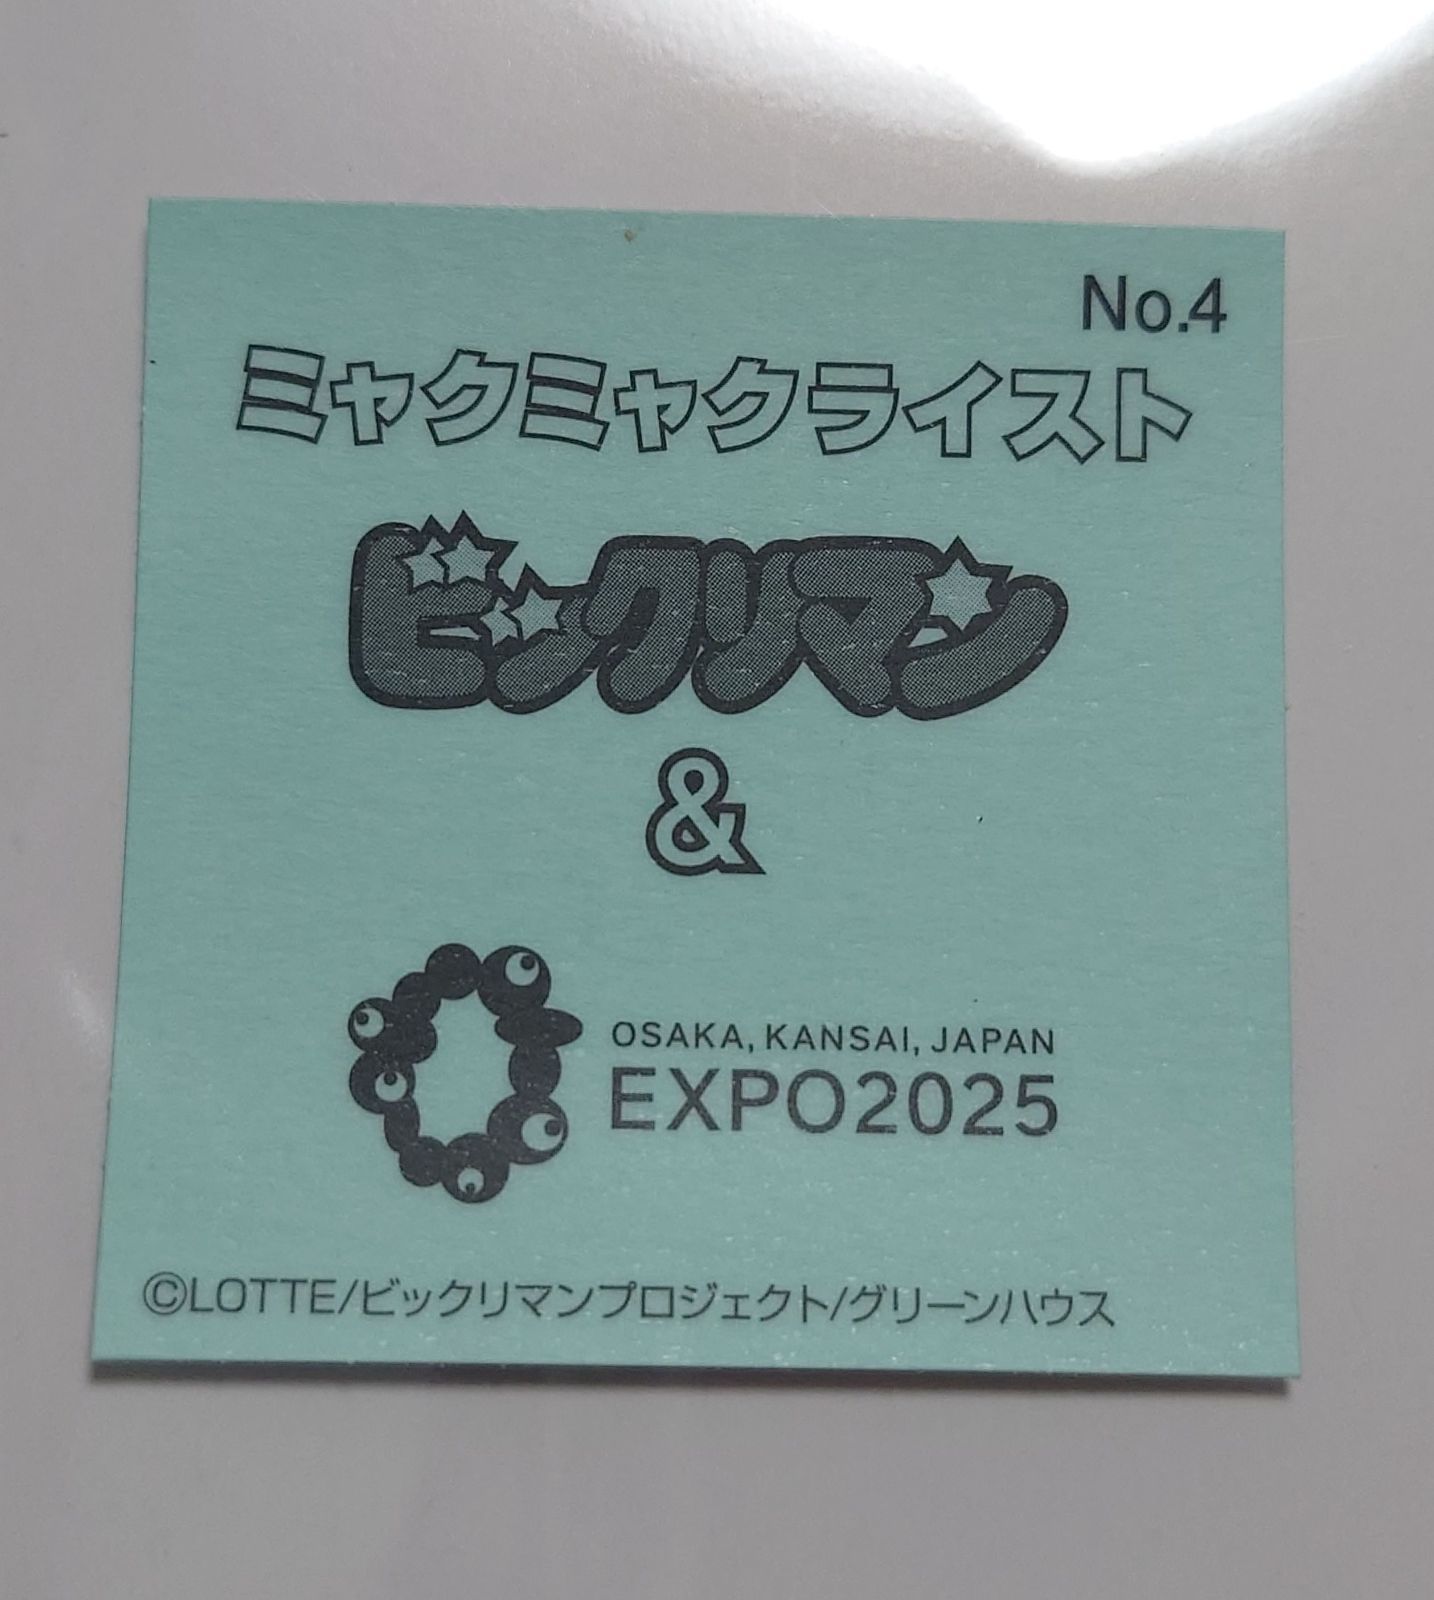 No.4
ミャクミャクライスト
ビックリマン
&
OSAKA, KANSAI, JAPAN
EXPO2025
©LOTTE/ビックリマンプロジェクト/グリーンハウス